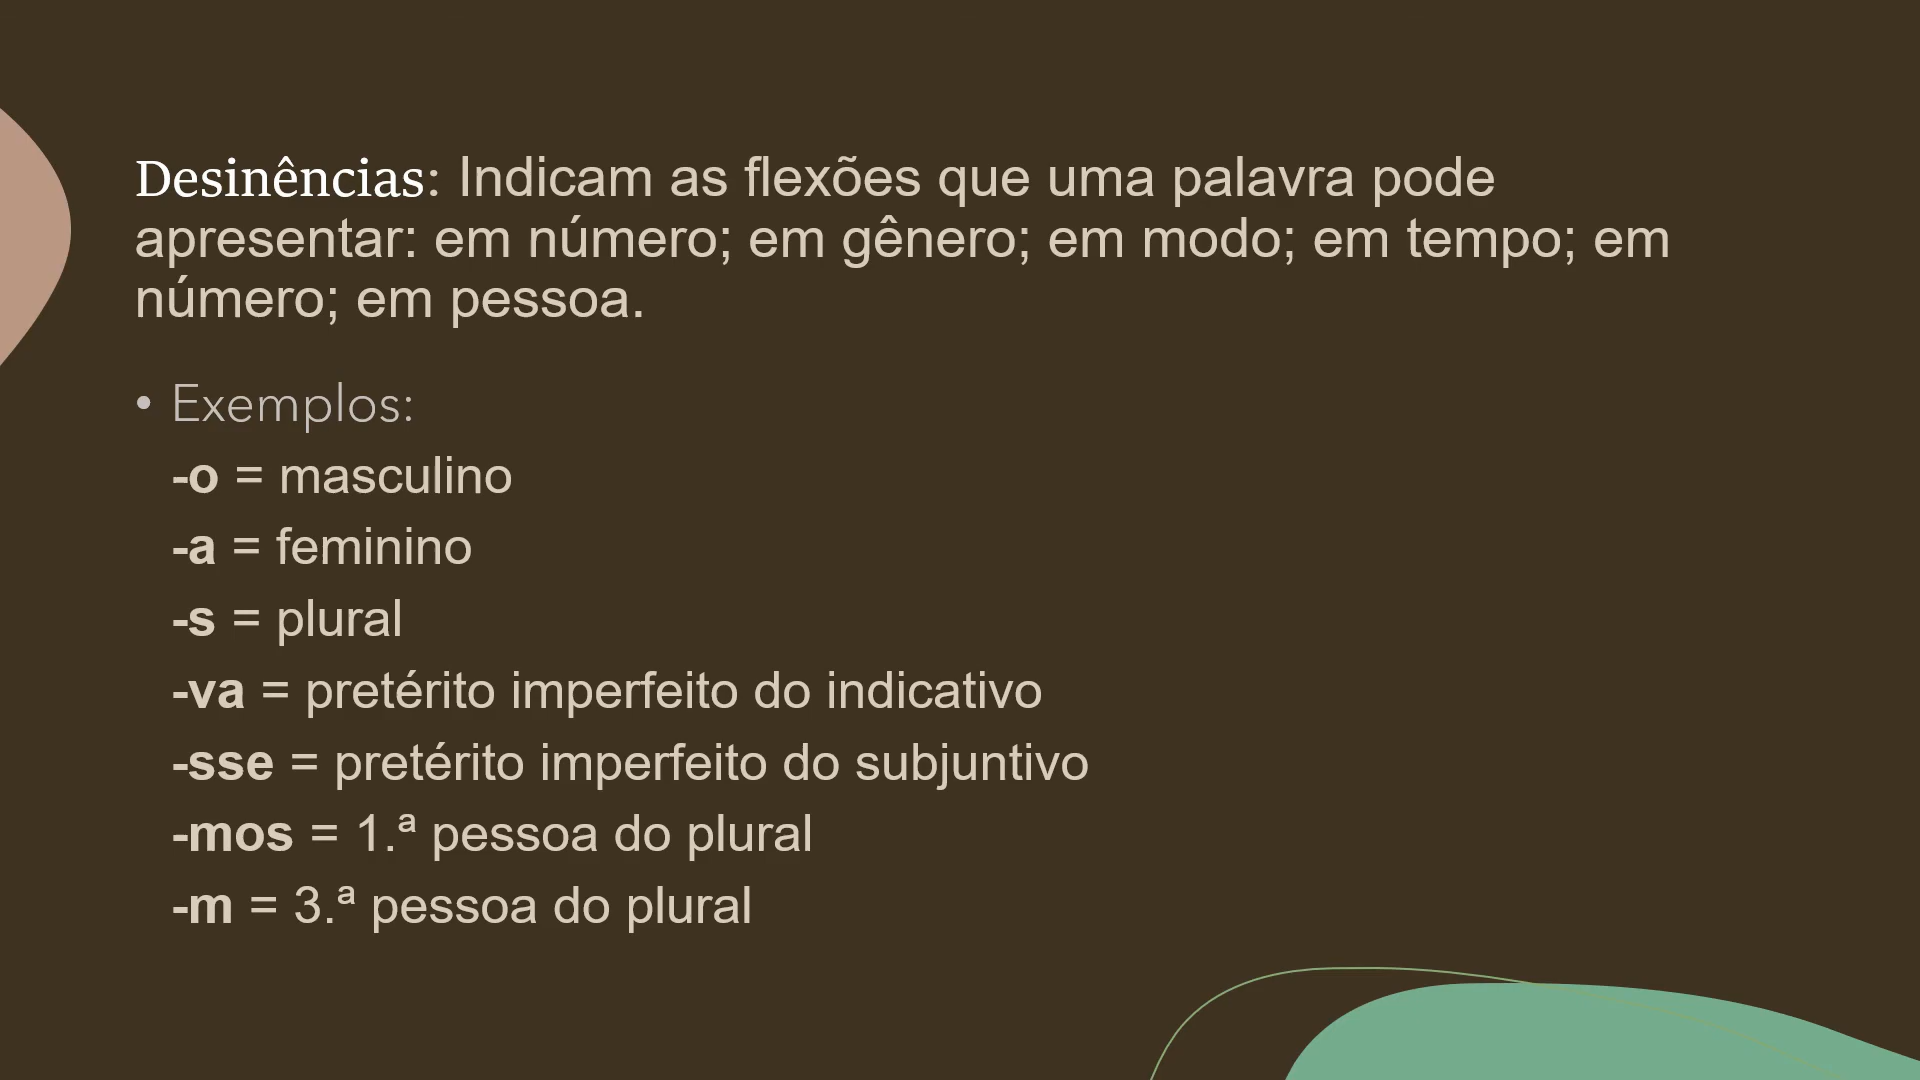 Desinências: Indicam as flexões que uma palavra pode
apresentar: em número; em gênero; em modo; em tempo; em
número; em pessoa.
• Exemplos:
-o = masculino
-a = feminino
-s = plural
-va = pretérito imperfeito do indicativo
-sse = pretérito imperfeito do subjuntivo
-mos = 1.ª pessoa do plural
-m = 3.ª pessoa do plural